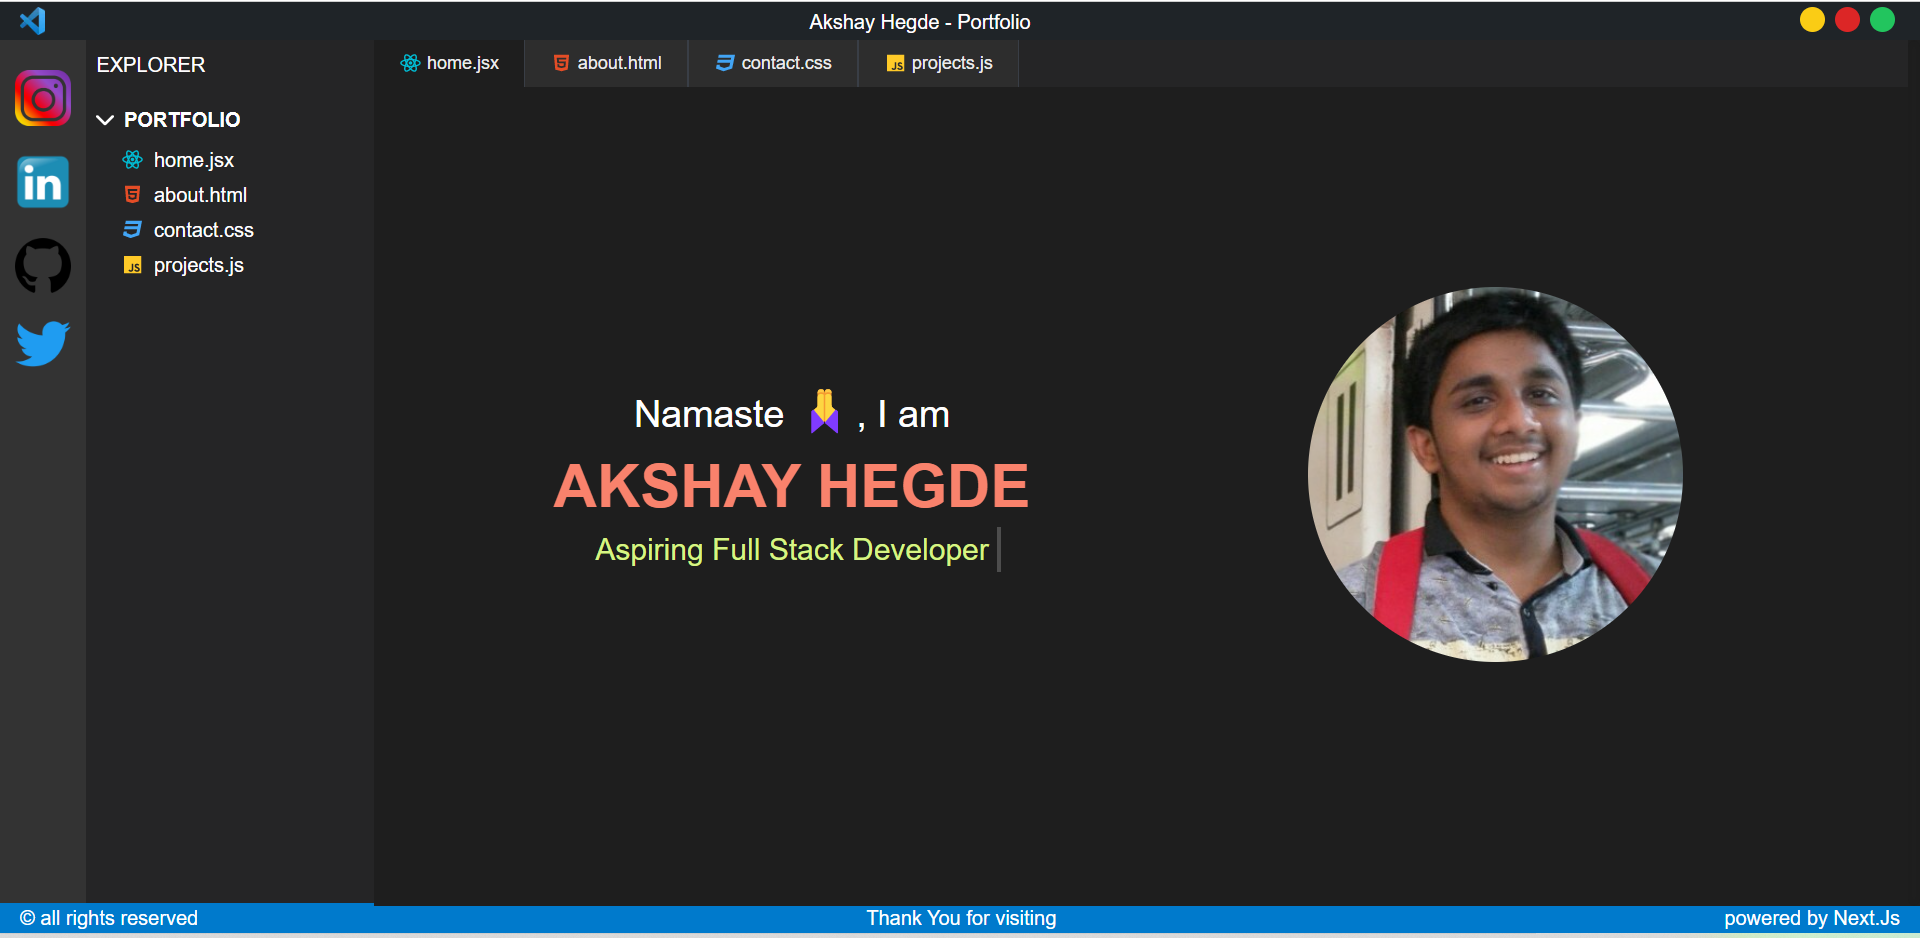 Akshay Hegde - Portfolio
EXPLORER
PORTFOLIO
home.jsx
about.html
contact.css
projects.js
home.jsx
about.html
contact.css
projects.js
Namaste 🙏 , I am
AKSHAY HEGDE
Aspiring Full Stack Developer
© all rights reserved
Thank You for visiting
powered by Next.Js